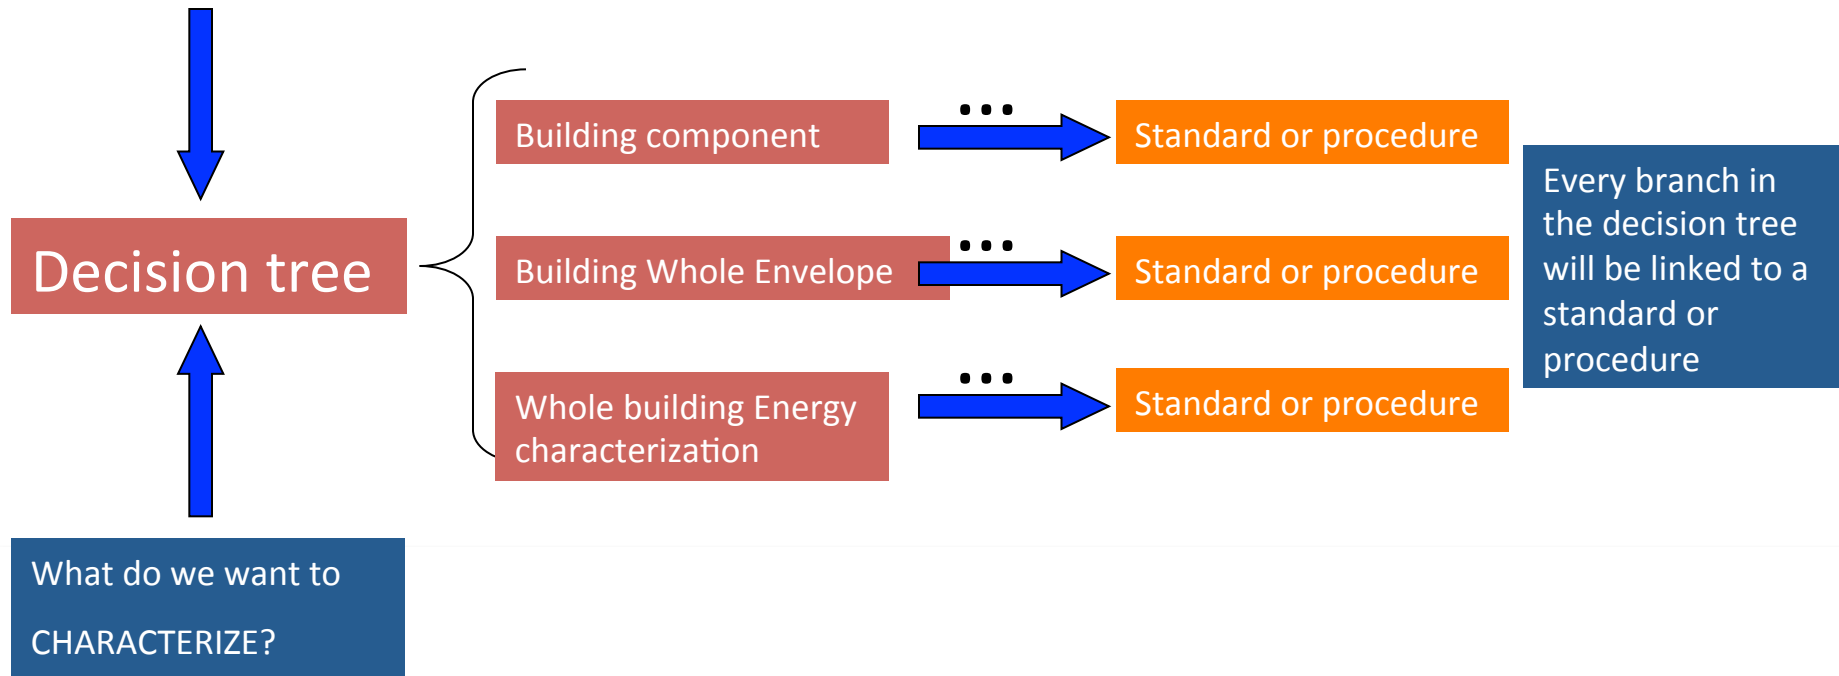 Building component
...
Standard or procedure
Decision tree
Building Whole Envelope
...
Standard or procedure
Whole building Energy
characterization
...
Standard or procedure
Every branch in
the decision tree
will be linked to a
standard or
procedure
What do we want to
CHARACTERIZE?